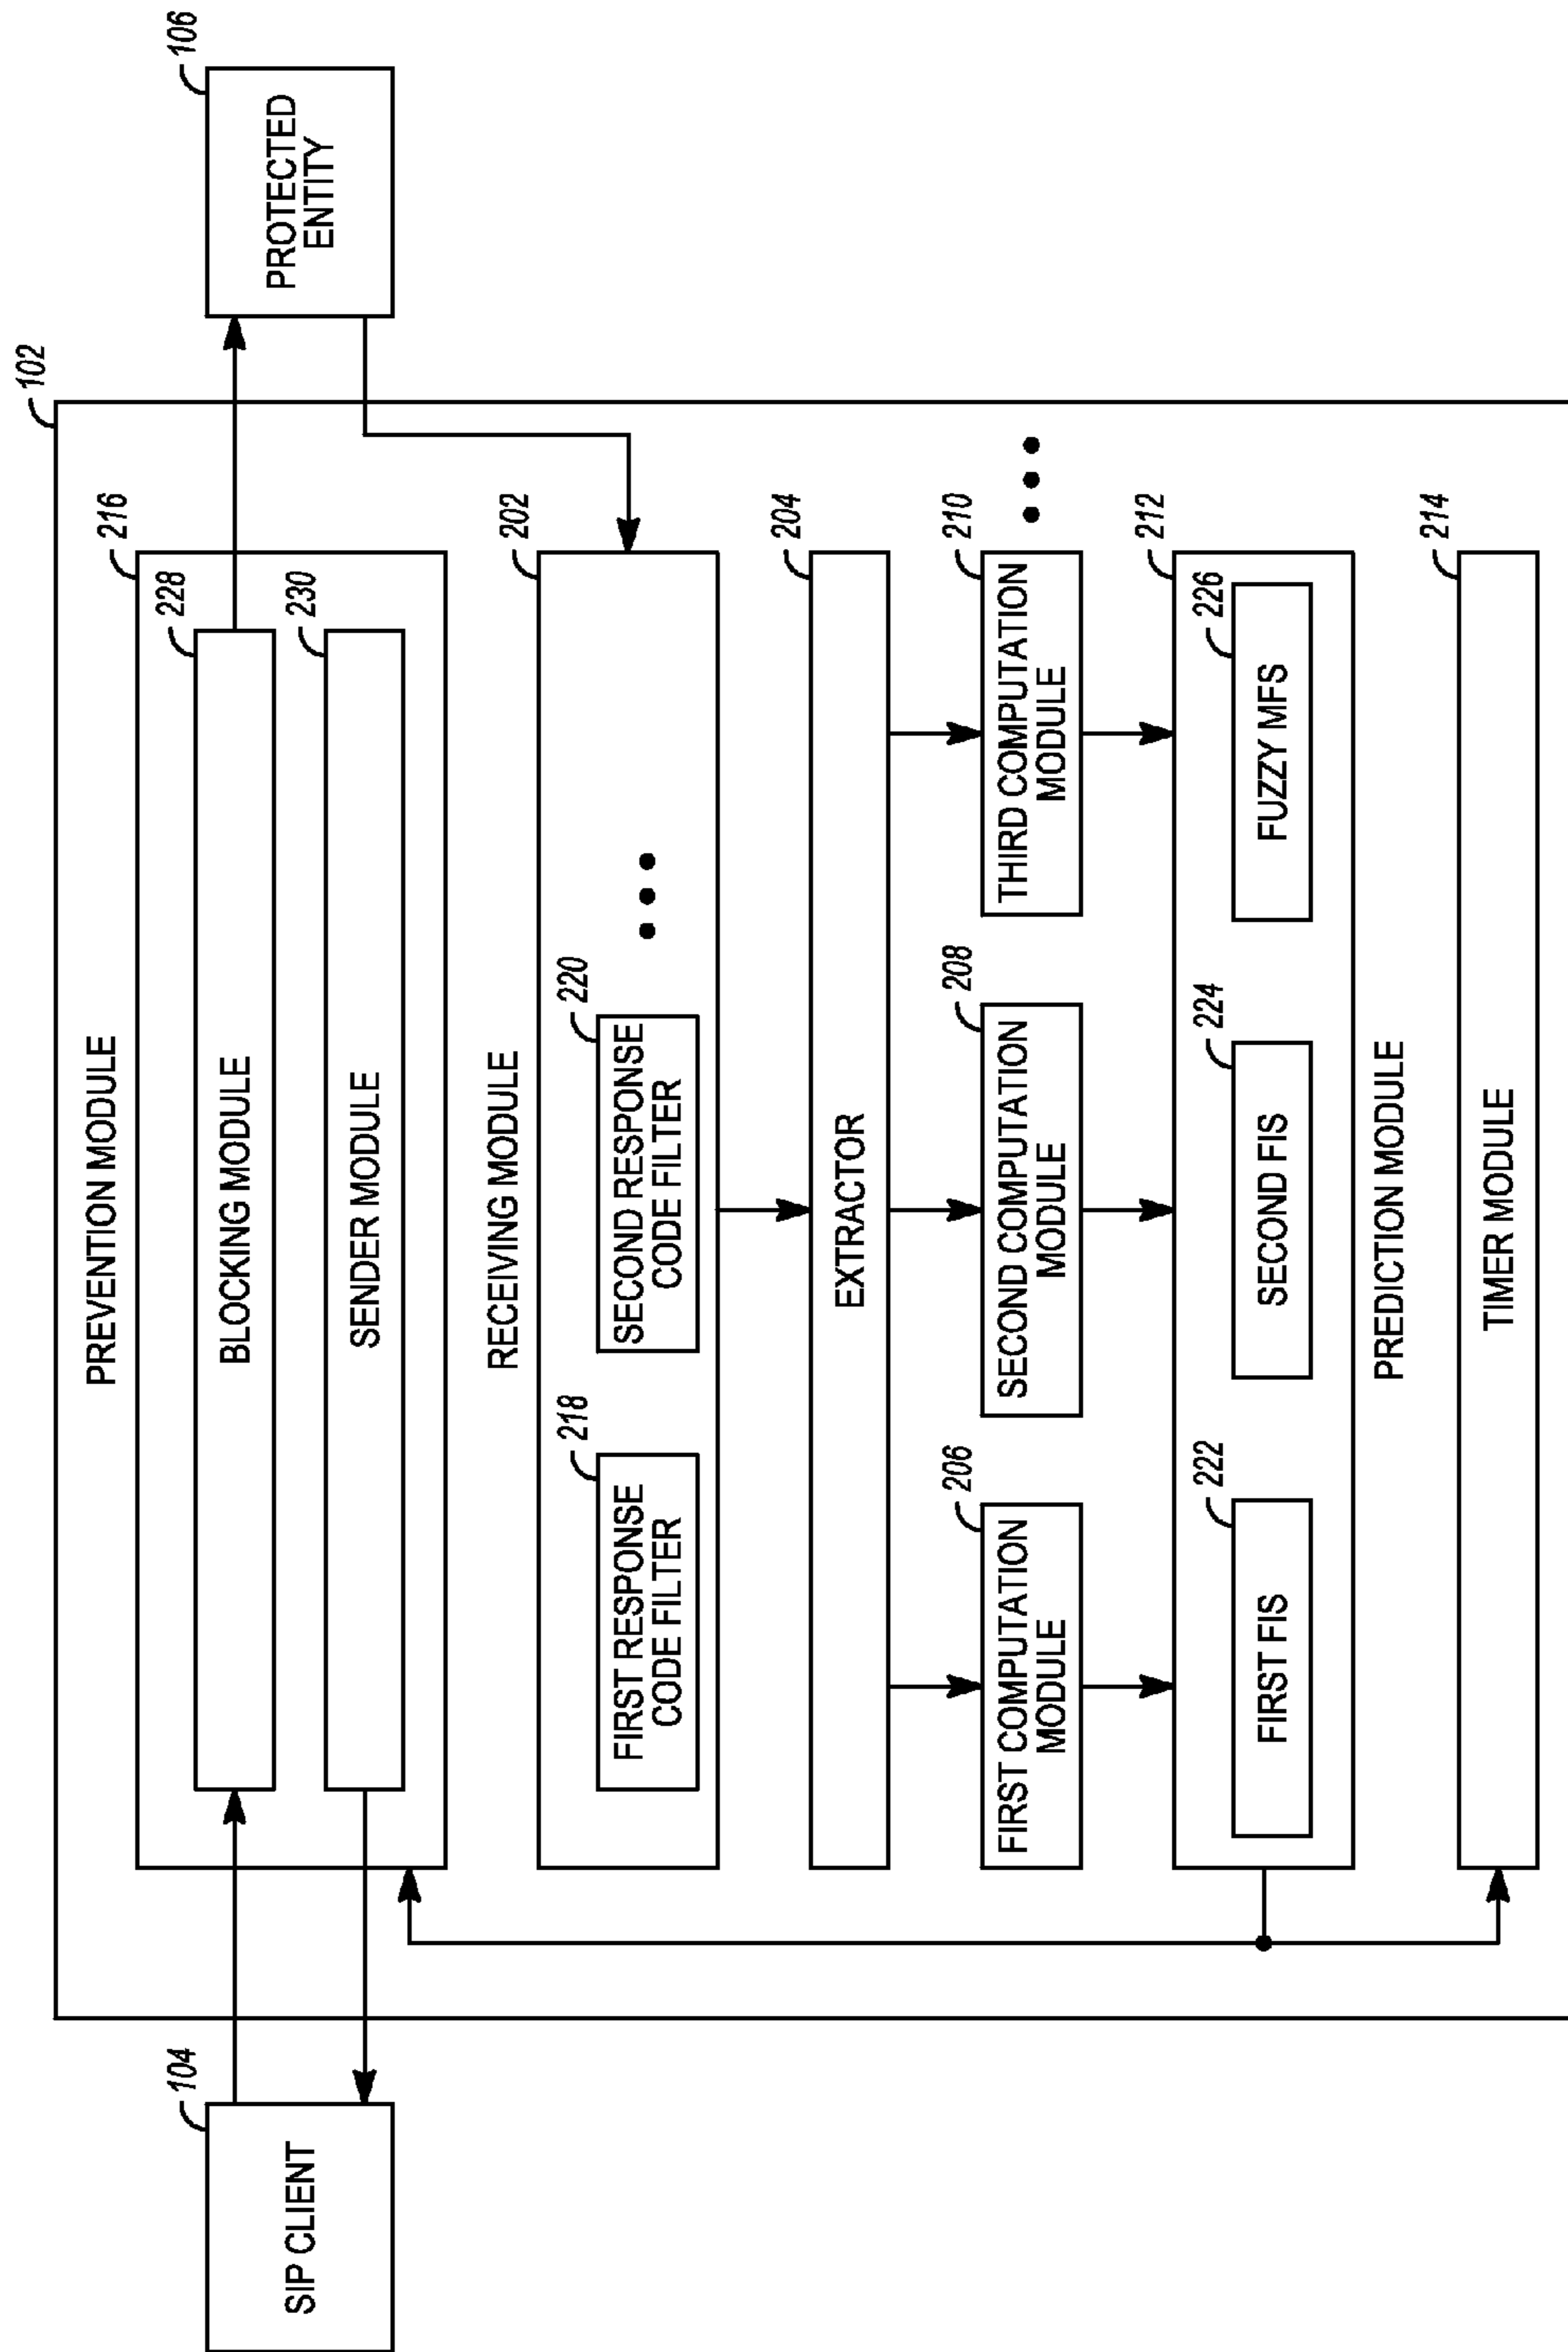 102
SIP CLIENT
104
PROTECTED
ENTITY
106
PREVENTION MODULE
216
BLOCKING MODULE
228
SENDER MODULE
230
RECEIVING MODULE
202
FIRST RESPONSE
CODE FILTER
218
SECOND RESPONSE
CODE FILTER
220
EXTRACTOR
204
FIRST COMPUTATION
MODULE
206
SECOND COMPUTATION
MODULE
208
THIRD COMPUTATION
MODULE
210
212
FIRST FIS
222
SECOND FIS
224
FUZZY MFS
226
PREDICTION MODULE
TIMER MODULE
214